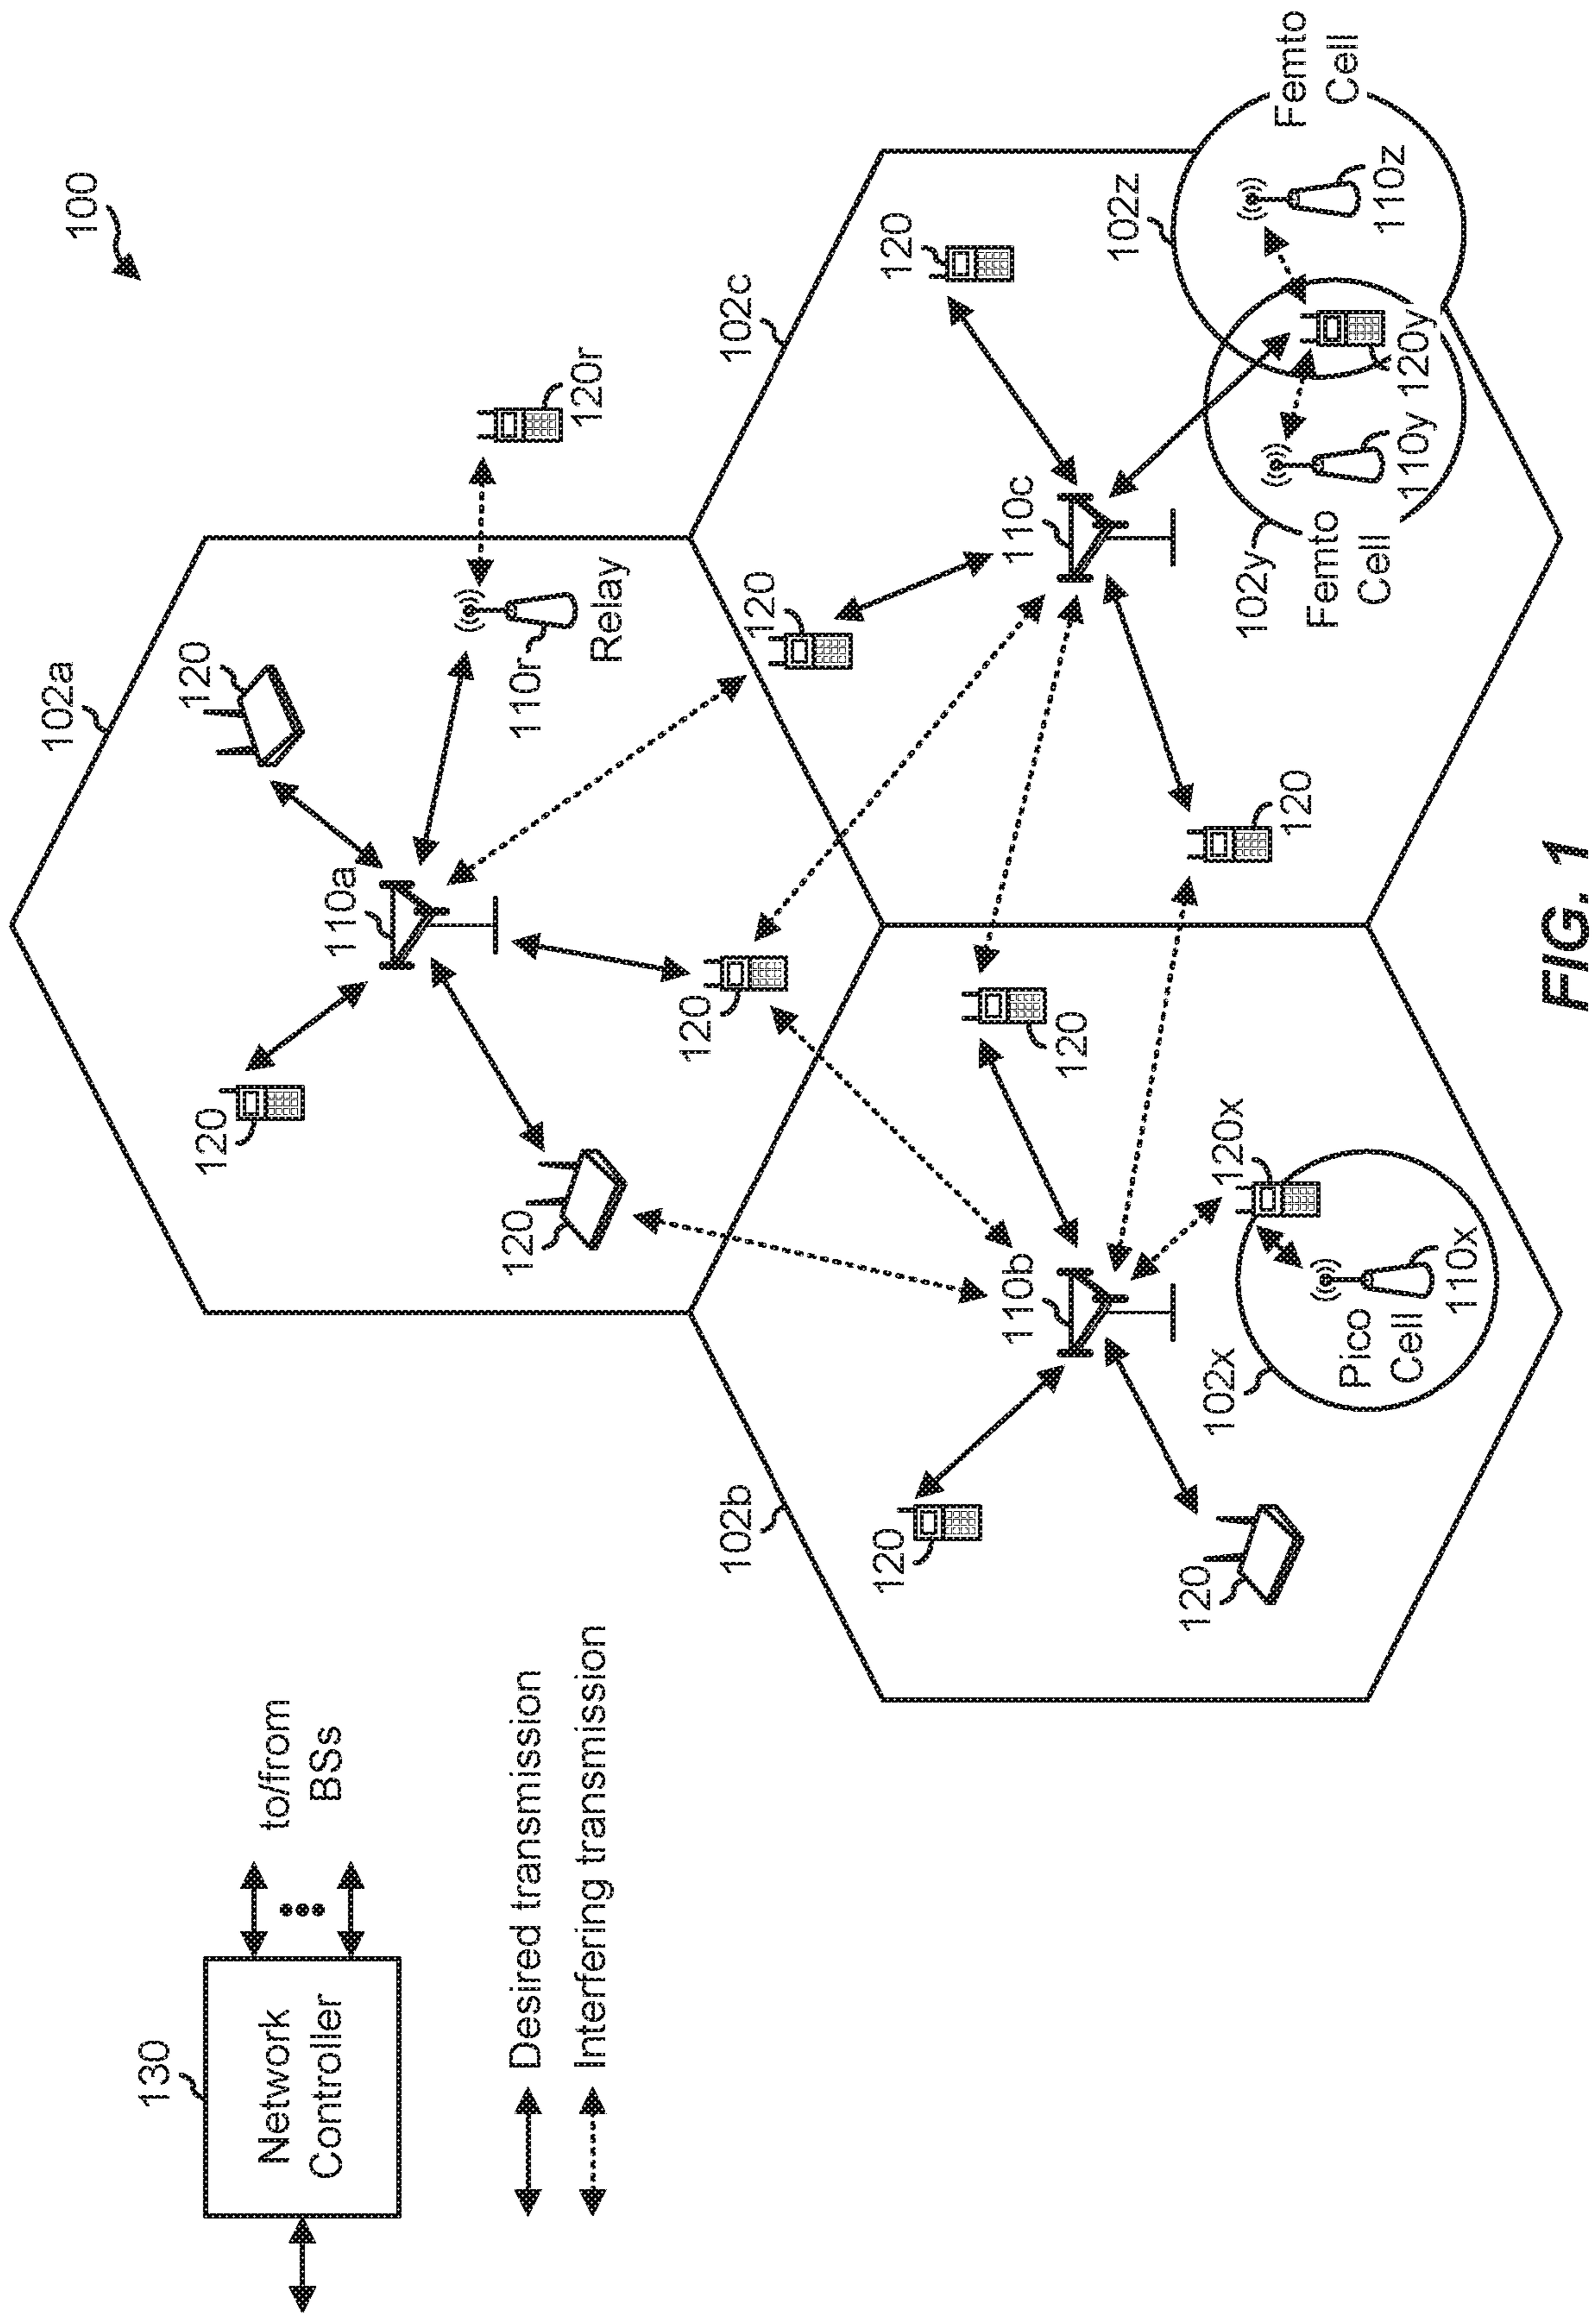 100
102a
130
120
120
Network
Controller
to/from
BSs
110a
Desired transmission
120
110r
120r
Interfering transmission
Relay
120
102b
120
102c
120
120
110b
110c
120
102z
120
102x
120x
102y
120
Femto
Cell
Femto
Cell
Pico
Cell
110z
110y
120y
110x
FIG. 1